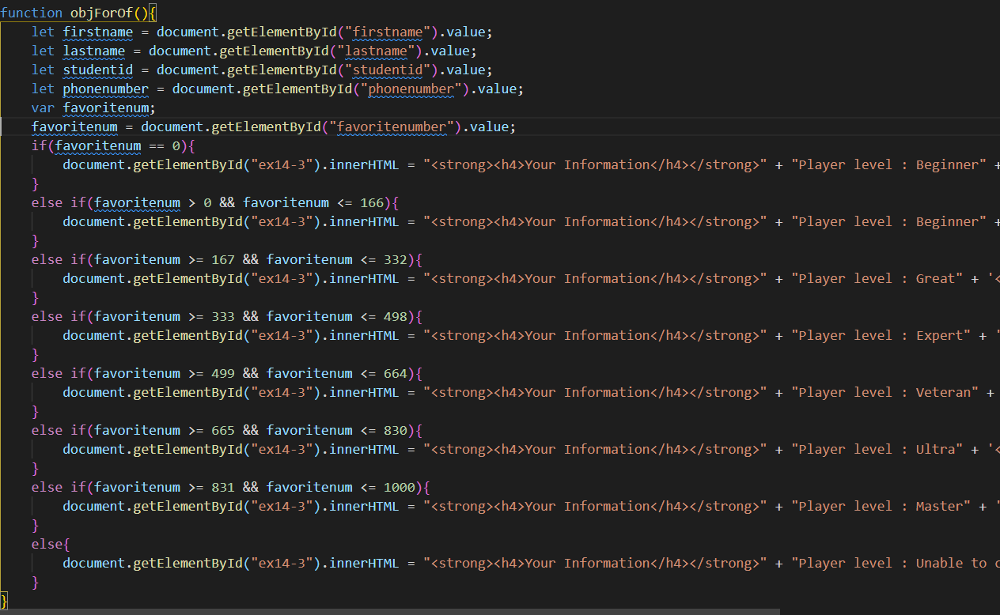 function objForOf(){
    let firstname = document.getElementById("firstname").value;
    let lastname = document.getElementById("lastname").value;
    let studentid = document.getElementById("studentid").value;
    let phonenumber = document.getElementById("phonenumber").value;
    var favoritenum;
    favoritenum = document.getElementById("favoritenumber").value;
    if(favoritenum == 0){
        document.getElementById("ex14-3").innerHTML = "<strong><h4>Your Information</h4></strong>" + "Player level : Beginner" +
    }
    else if(favoritenum > 0 && favoritenum <= 166){
        document.getElementById("ex14-3").innerHTML = "<strong><h4>Your Information</h4></strong>" + "Player level : Beginner" +
    }
    else if(favoritenum >= 167 && favoritenum <= 332){
        document.getElementById("ex14-3").innerHTML = "<strong><h4>Your Information</h4></strong>" + "Player level : Great" + '<
    }
    else if(favoritenum >= 333 && favoritenum <= 498){
        document.getElementById("ex14-3").innerHTML = "<strong><h4>Your Information</h4></strong>" + "Player level : Expert" + '
    }
    else if(favoritenum >= 499 && favoritenum <= 664){
        document.getElementById("ex14-3").innerHTML = "<strong><h4>Your Information</h4></strong>" + "Player level : Veteran" +
    }
    else if(favoritenum >= 665 && favoritenum <= 830){
        document.getElementById("ex14-3").innerHTML = "<strong><h4>Your Information</h4></strong>" + "Player level : Ultra" + '<
    }
    else if(favoritenum >= 831 && favoritenum <= 1000){
        document.getElementById("ex14-3").innerHTML = "<strong><h4>Your Information</h4></strong>" + "Player level : Master" + '
    }
    else{
        document.getElementById("ex14-3").innerHTML = "<strong><h4>Your Information</h4></strong>" + "Player level : Unable to
    }
}